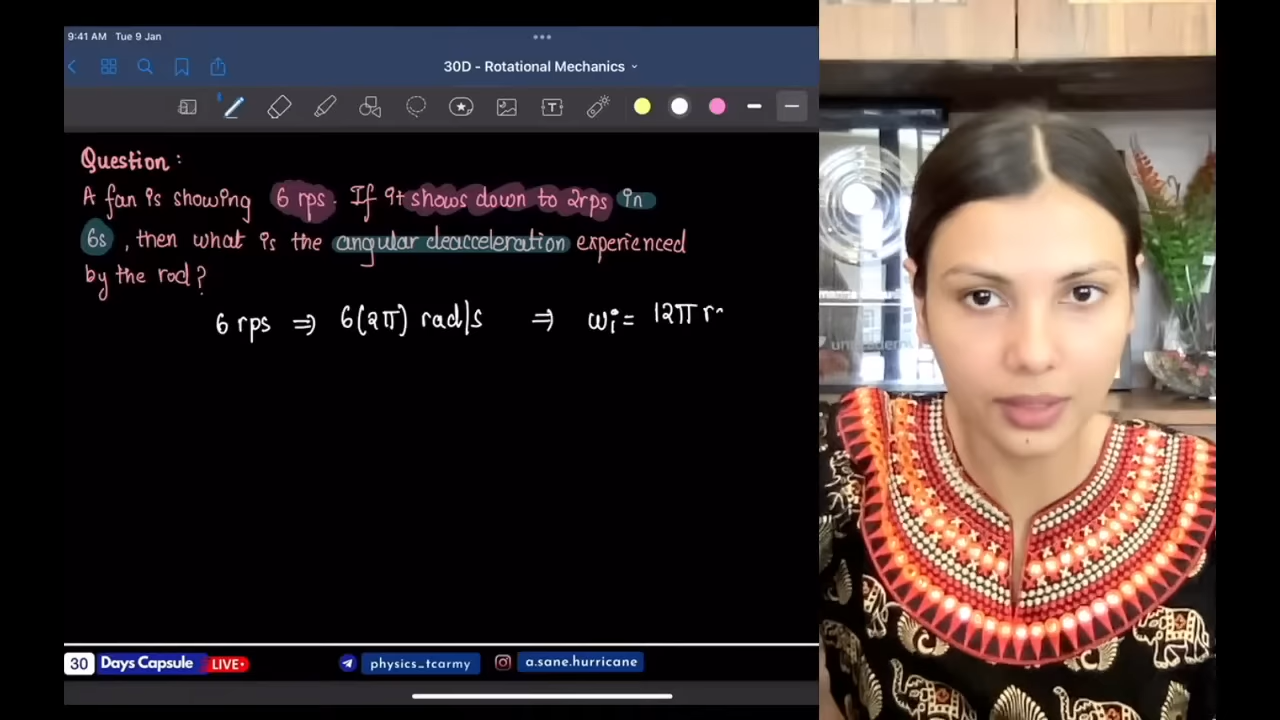 9:41 AM Tue 9 Jan
30D - Rotational Mechanics
Question :
A fan is showing 6 rps. If it shows down to 2rps in
6s, then what is the angular deacceleration experienced
by the rod?
6 rps ⇒ 6(2π) rad/s ⇒ ωi = 12π r
30 Days Capsule LIVE
physics_tcarmy
a.sane.hurricane